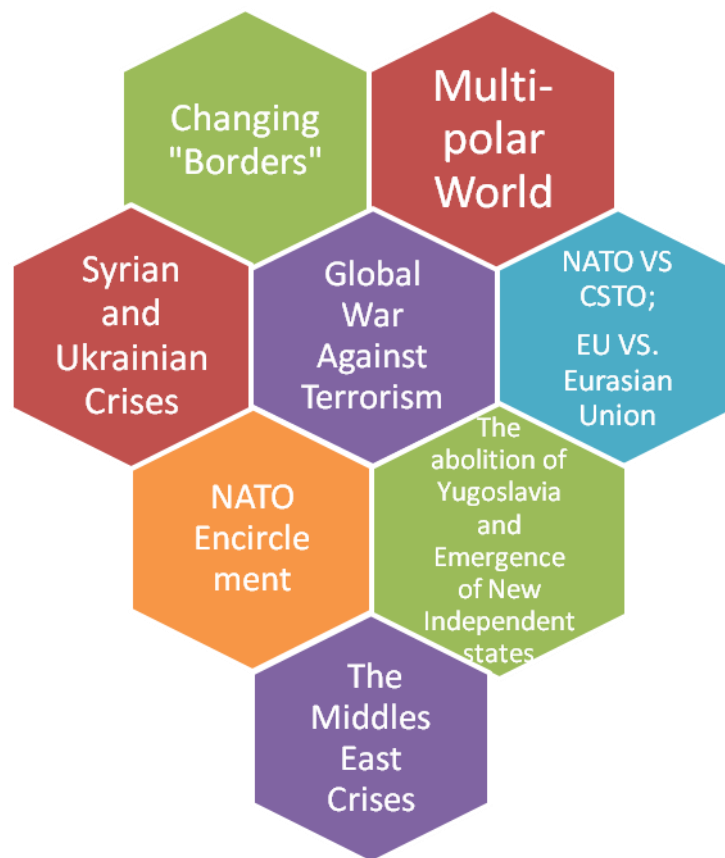 Changing
"Borders"
Multi-
polar
World
Syrian
and
Ukrainian
Crises
Global
War
Against
Terrorism
NATO VS
CSTO;
EU VS.
Eurasian
Union
NATO
Encircle
ment
The
abolition of
Yugoslavia
and
Emergence
of New
Independent
states
The
Middles
East
Crises